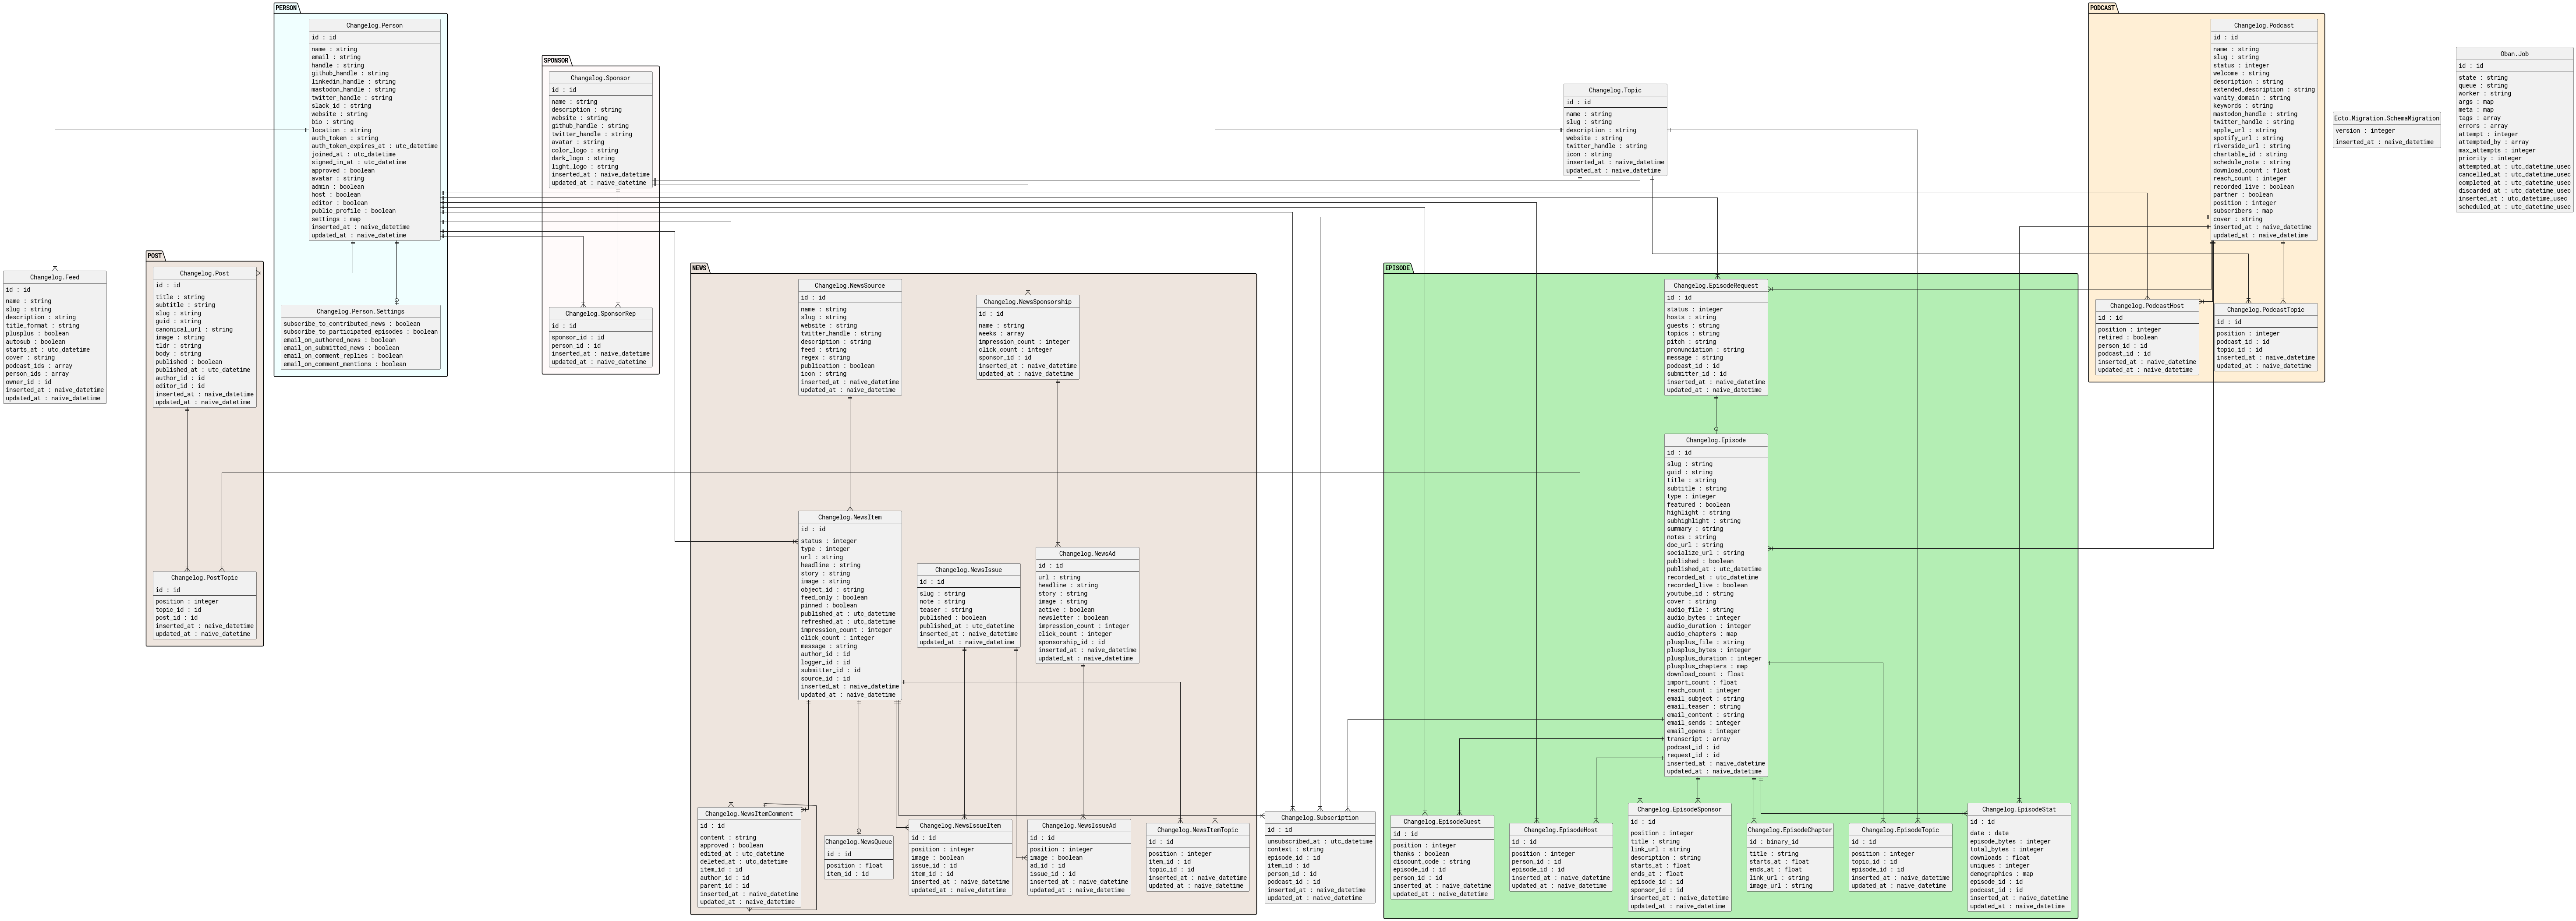 PERSON
Changelog.Person
id : id
name : string
email : string
handle : string
github_handle : string
linkedin_handle : string
mastodon_handle : string
twitter_handle : string
slack_id : string
website : string
bio : string
location : string
auth_token : string
auth_token_expires_at : utc_datetime
joined_at : utc_datetime
signed_in_at : utc_datetime
approved : boolean
avatar : string
admin : boolean
host : boolean
editor : boolean
public_profile : boolean
settings : map
inserted_at : naive_datetime
updated_at : naive_datetime
Changelog.Person.Settings
subscribe_to_contributed_news : boolean
subscribe_to_participated_episodes : boolean
email_on_authored_news : boolean
email_on_submitted_news : boolean
email_on_comment_replies : boolean
email_on_comment_mentions : boolean
Changelog.Feed
id : id
name : string
slug : string
description : string
title_format : string
plusplus : boolean
autosub : boolean
starts_at : utc_datetime
cover : string
podcast_ids : array
person_ids : array
owner_id : id
inserted_at : naive_datetime
updated_at : naive_datetime
POST
Changelog.Post
id : id
title : string
subtitle : string
slug : string
guid : string
canonical_url : string
image : string
tldr : string
body : string
published : boolean
published_at : utc_datetime
author_id : id
editor_id : id
inserted_at : naive_datetime
updated_at : naive_datetime
Changelog.PostTopic
id : id
position : integer
topic_id : id
post_id : id
inserted_at : naive_datetime
updated_at : naive_datetime
SPONSOR
Changelog.Sponsor
id : id
name : string
description : string
website : string
github_handle : string
twitter_handle : string
avatar : string
color_logo : string
dark_logo : string
light_logo : string
inserted_at : naive_datetime
updated_at : naive_datetime
Changelog.SponsorRep
id : id
sponsor_id : id
person_id : id
inserted_at : naive_datetime
updated_at : naive_datetime
NEWS
Changelog.NewsSource
id : id
name : string
slug : string
website : string
twitter_handle : string
description : string
feed : string
regex : string
publication : boolean
icon : string
inserted_at : naive_datetime
updated_at : naive_datetime
Changelog.NewsSponsorship
id : id
name : string
weeks : array
impression_count : integer
click_count : integer
sponsor_id : id
inserted_at : naive_datetime
updated_at : naive_datetime
Changelog.NewsItem
id : id
status : integer
type : integer
url : string
headline : string
story : string
image : string
object_id : string
feed_only : boolean
pinned : boolean
published_at : utc_datetime
refreshed_at : utc_datetime
impression_count : integer
click_count : integer
message : string
author_id : id
logger_id : id
submitter_id : id
source_id : id
inserted_at : naive_datetime
updated_at : naive_datetime
Changelog.NewsIssue
id : id
slug : string
note : string
teaser : string
published : boolean
published_at : utc_datetime
inserted_at : naive_datetime
updated_at : naive_datetime
Changelog.NewsAd
id : id
url : string
headline : string
story : string
image : string
active : boolean
newsletter : boolean
impression_count : integer
click_count : integer
sponsorship_id : id
inserted_at : naive_datetime
updated_at : naive_datetime
Changelog.NewsItemComment
id : id
content : string
approved : boolean
edited_at : utc_datetime
deleted_at : utc_datetime
item_id : id
author_id : id
parent_id : id
inserted_at : naive_datetime
updated_at : naive_datetime
Changelog.NewsQueue
id : id
position : float
item_id : id
Changelog.NewsIssueItem
id : id
position : integer
image : boolean
issue_id : id
item_id : id
inserted_at : naive_datetime
updated_at : naive_datetime
Changelog.NewsIssueAd
id : id
position : integer
image : boolean
ad_id : id
issue_id : id
inserted_at : naive_datetime
updated_at : naive_datetime
Changelog.NewsItemTopic
id : id
position : integer
item_id : id
topic_id : id
inserted_at : naive_datetime
updated_at : naive_datetime
Changelog.Subscription
id : id
unsubscribed_at : utc_datetime
context : string
episode_id : id
item_id : id
person_id : id
podcast_id : id
inserted_at : naive_datetime
updated_at : naive_datetime
Changelog.Topic
id : id
name : string
slug : string
description : string
website : string
twitter_handle : string
icon : string
inserted_at : naive_datetime
updated_at : naive_datetime
EPISODE
Changelog.EpisodeRequest
id : id
status : integer
hosts : string
guests : string
topics : string
pitch : string
pronunciation : string
message : string
podcast_id : id
submitter_id : id
inserted_at : naive_datetime
updated_at : naive_datetime
Changelog.Episode
id : id
slug : string
guid : string
title : string
subtitle : string
type : integer
featured : boolean
highlight : string
subhighlight : string
summary : string
notes : string
doc_url : string
socialize_url : string
published : boolean
published_at : utc_datetime
recorded_at : utc_datetime
recorded_live : boolean
youtube_id : string
cover : string
audio_file : string
audio_bytes : integer
audio_duration : integer
audio_chapters : map
plusplus_file : string
plusplus_bytes : integer
plusplus_duration : integer
plusplus_chapters : map
download_count : float
import_count : float
reach_count : integer
email_subject : string
email_teaser : string
email_content : string
email_sends : integer
email_opens : integer
transcript : array
podcast_id : id
request_id : id
inserted_at : naive_datetime
updated_at : naive_datetime
Changelog.EpisodeGuest
id : id
position : integer
thanks : boolean
discount_code : string
episode_id : id
person_id : id
inserted_at : naive_datetime
updated_at : naive_datetime
Changelog.EpisodeHost
id : id
position : integer
person_id : id
episode_id : id
inserted_at : naive_datetime
updated_at : naive_datetime
Changelog.EpisodeSponsor
id : id
position : integer
title : string
link_url : string
description : string
starts_at : float
ends_at : float
episode_id : id
sponsor_id : id
inserted_at : naive_datetime
updated_at : naive_datetime
Changelog.EpisodeChapter
id : binary_id
title : string
starts_at : float
ends_at : float
link_url : string
image_url : string
Changelog.EpisodeTopic
id : id
position : integer
topic_id : id
episode_id : id
inserted_at : naive_datetime
updated_at : naive_datetime
Changelog.EpisodeStat
id : id
date : date
episode_bytes : integer
total_bytes : integer
downloads : float
uniques : integer
demographics : map
episode_id : id
podcast_id : id
inserted_at : naive_datetime
updated_at : naive_datetime
PODCAST
Changelog.Podcast
id : id
name : string
slug : string
status : integer
welcome : string
description : string
extended_description : string
vanity_domain : string
keywords : string
mastodon_handle : string
twitter_handle : string
apple_url : string
spotify_url : string
riverside_url : string
chartable_id : string
schedule_note : string
download_count : float
reach_count : integer
recorded_live : boolean
partner : boolean
position : integer
subscribers : map
cover : string
inserted_at : naive_datetime
updated_at : naive_datetime
Changelog.PodcastHost
id : id
position : integer
retired : boolean
person_id : id
podcast_id : id
inserted_at : naive_datetime
updated_at : naive_datetime
Changelog.PodcastTopic
id : id
position : integer
podcast_id : id
topic_id : id
inserted_at : naive_datetime
updated_at : naive_datetime
Ecto.Migration.SchemaMigration
version : integer
inserted_at : naive_datetime
Oban.Job
id : id
state : string
queue : string
worker : string
args : map
meta : map
tags : array
errors : array
attempt : integer
attempted_by : array
max_attempts : integer
priority : integer
attempted_at : utc_datetime_usec
cancelled_at : utc_datetime_usec
completed_at : utc_datetime_usec
discarded_at : utc_datetime_usec
inserted_at : utc_datetime_usec
scheduled_at : utc_datetime_usec